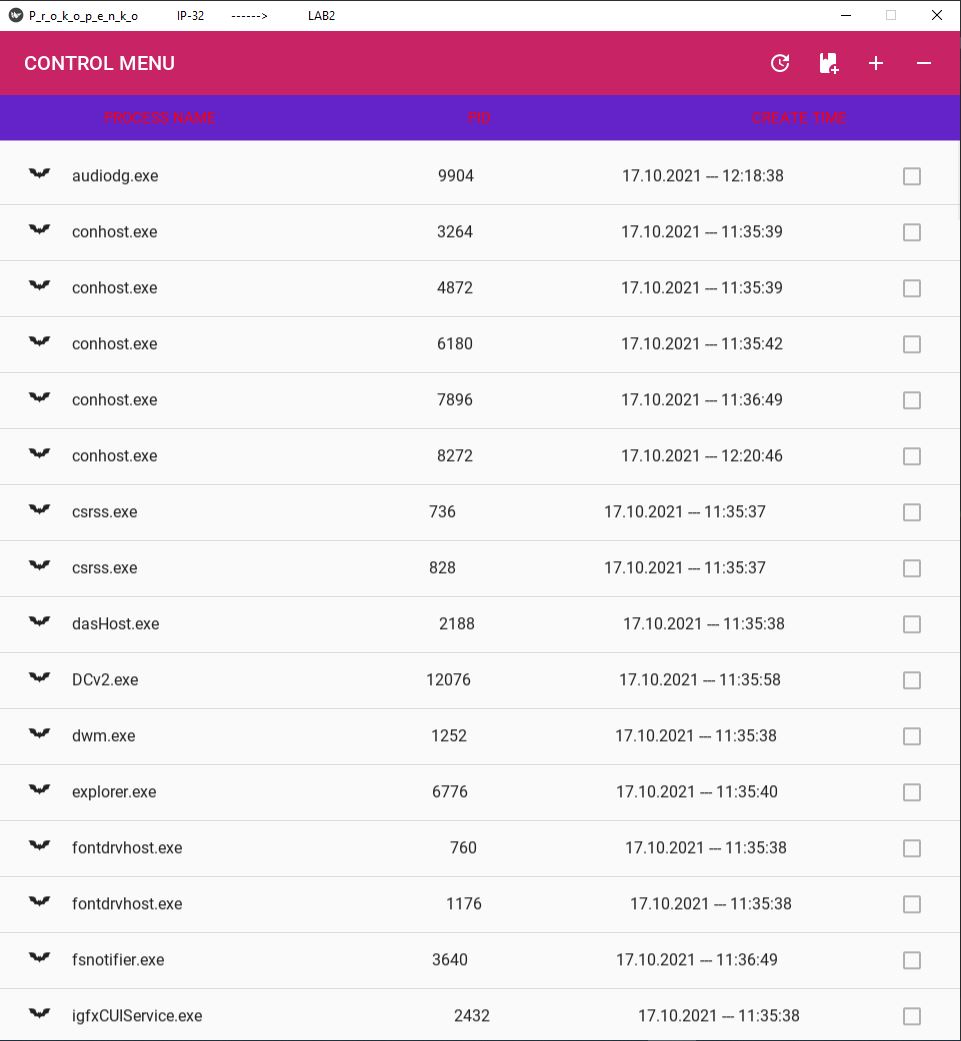 P_r_o_k_o_p_e_n_k_o IP-32 ------> LAB2
CONTROL MENU
PROCESS NAME PID CREATE TIME
audiodg.exe 9904 17.10.2021 --- 12:18:38
conhost.exe 3264 17.10.2021 --- 11:35:39
conhost.exe 4872 17.10.2021 --- 11:35:39
conhost.exe 6180 17.10.2021 --- 11:35:42
conhost.exe 7896 17.10.2021 --- 11:36:49
conhost.exe 8272 17.10.2021 --- 12:20:46
csrss.exe 736 17.10.2021 --- 11:35:37
csrss.exe 828 17.10.2021 --- 11:35:37
dasHost.exe 2188 17.10.2021 --- 11:35:38
DCv2.exe 12076 17.10.2021 --- 11:35:58
dwm.exe 1252 17.10.2021 --- 11:35:38
explorer.exe 6776 17.10.2021 --- 11:35:40
fontdrvhost.exe 760 17.10.2021 --- 11:35:38
fontdrvhost.exe 1176 17.10.2021 --- 11:35:38
fsnotifier.exe 3640 17.10.2021 --- 11:36:49
igfxCUIService.exe 2432 17.10.2021 --- 11:35:38